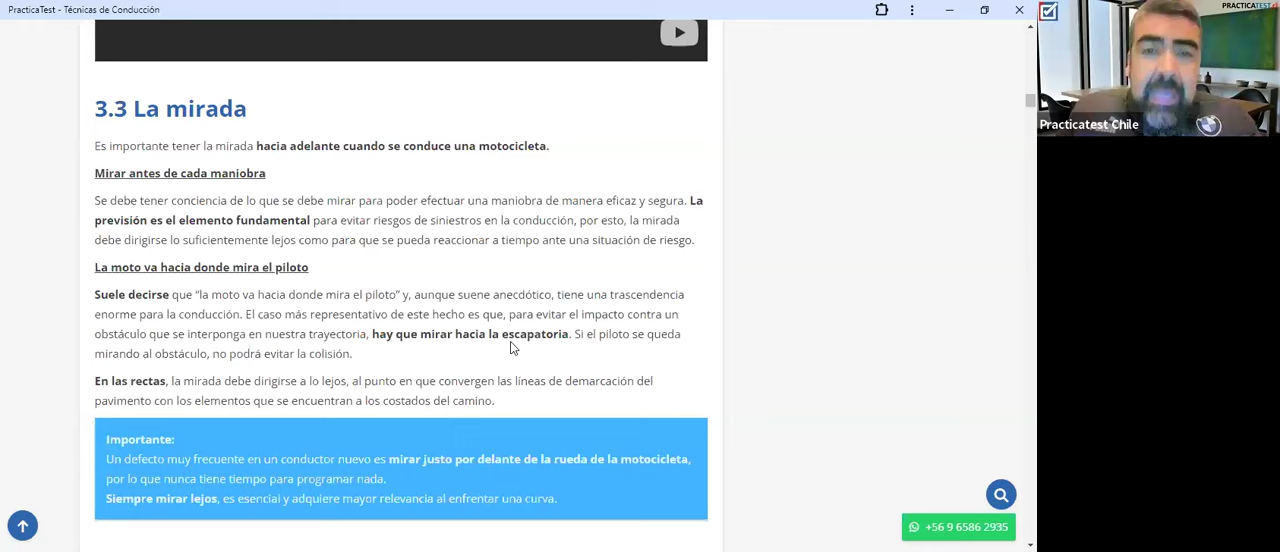 PracticaTest - Técnicas de Conducción
PRACTICATEST.cl
Practicatest Chile
3.3 La mirada
Es importante tener la mirada hacia adelante cuando se conduce una motocicleta.
Mirar antes de cada maniobra
Se debe tener conciencia de lo que se debe mirar para poder efectuar una maniobra de manera eficaz y segura. La
previsión es el elemento fundamental para evitar riesgos de siniestros en la conducción, por esto, la mirada
debe dirigirse lo suficientemente lejos como para que se pueda reaccionar a tiempo ante una situación de riesgo.
La moto va hacia donde mira el piloto
Suele decirse que “la moto va hacia donde mira el piloto” y, aunque suene anecdótico, tiene una trascendencia
enorme para la conducción. El caso más representativo de este hecho es que, para evitar el impacto contra un
obstáculo que se interponga en nuestra trayectoria, hay que mirar hacia la escapatoria. Si el piloto se queda
mirando al obstáculo, no podrá evitar la colisión.
En las rectas, la mirada debe dirigirse a lo lejos, al punto en que convergen las líneas de demarcación del
pavimento con los elementos que se encuentran a los costados del camino.
Importante:
Un defecto muy frecuente en un conductor nuevo es mirar justo por delante de la rueda de la motocicleta,
por lo que nunca tiene tiempo para programar nada.
Siempre mirar lejos, es esencial y adquiere mayor relevancia al enfrentar una curva.
+56 9 6586 2935